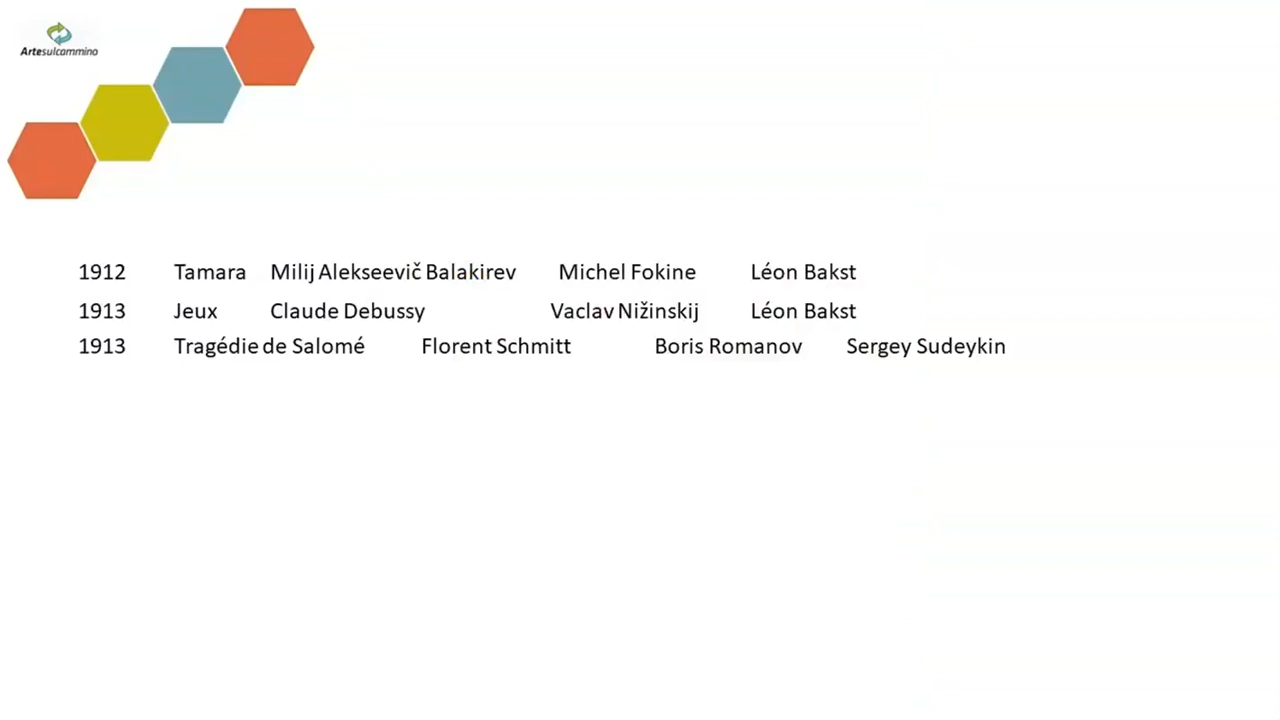 Artesulcammino
1912 Tamara Milij Alekseevič Balakirev Michel Fokine Léon Bakst
1913 Jeux Claude Debussy Vaclav Nižinskij Léon Bakst
1913 Tragédie de Salomé Florent Schmitt Boris Romanov Sergey Sudeykin